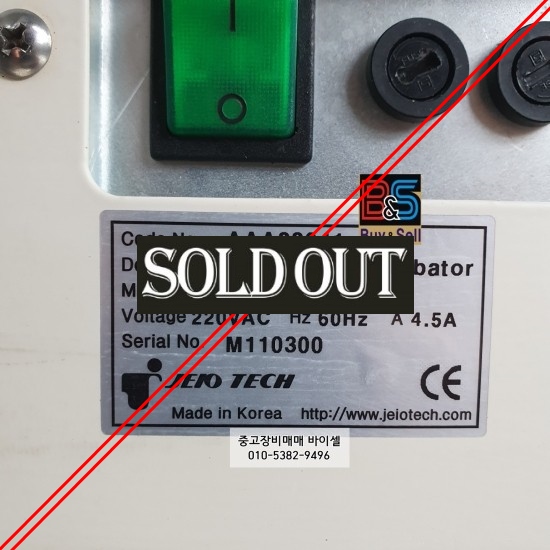 B&S
Buy & Sell
Code No.
SOLD OUT
Voltage 220VAC Hz 60Hz A 4.5A
Serial No. M110300
JEIO TECH
CE
Made in Korea http://www.jeiotech.com
중고장비매매 바이셀
010-5382-9496